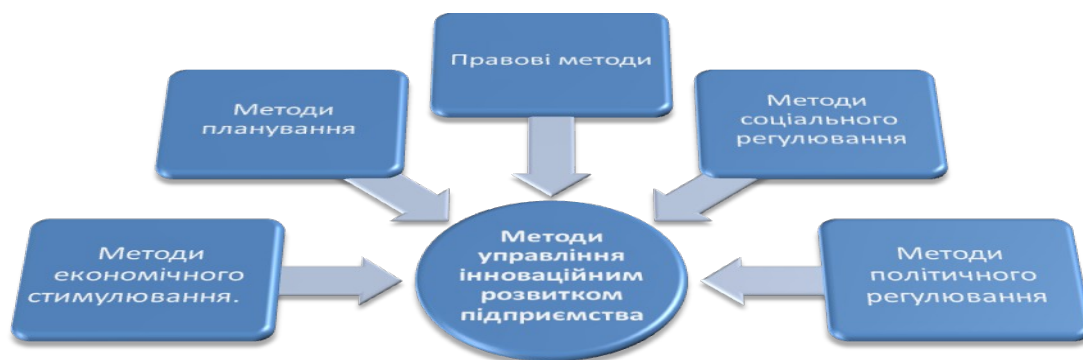 Правові методи
Методи
планування
Методи
соціального
регулювання
Методи
економічного
стимулювання.
Методи
управління
інноваційним
розвитком
підприємства
Методи
політичного
регулювання